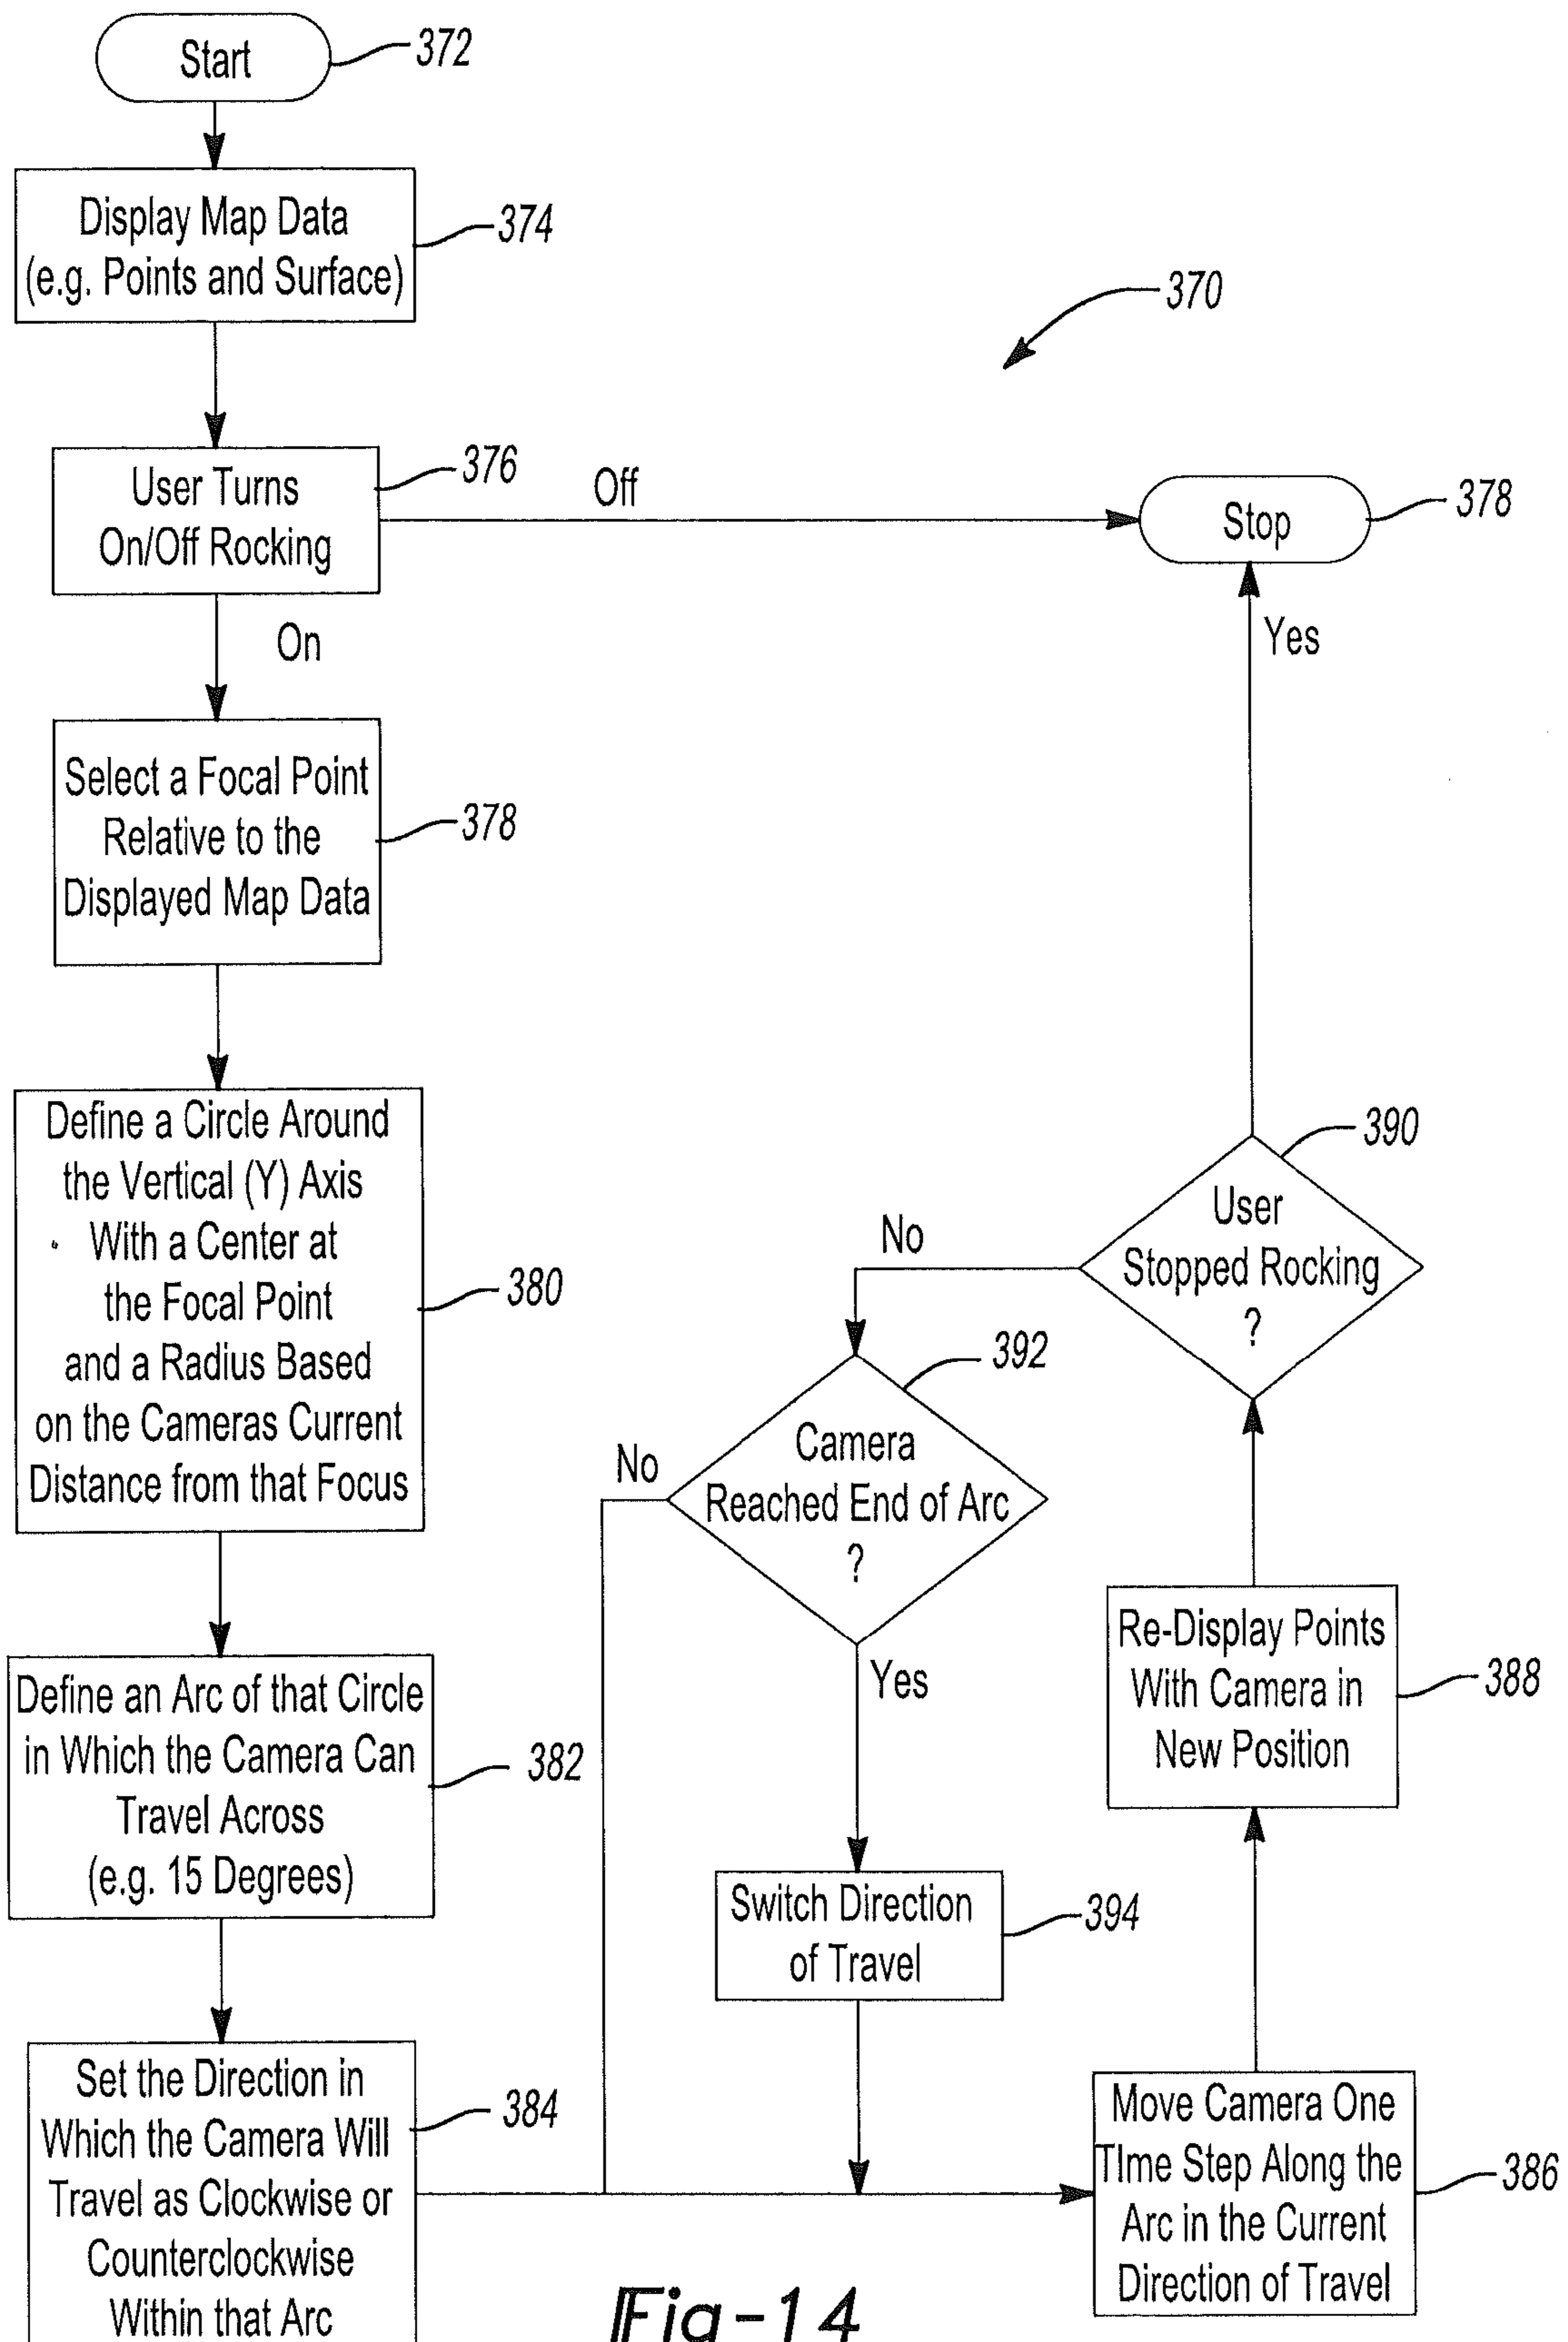 Start
372
Display Map Data
(e.g. Points and Surface)
374
370
User Turns
On/Off Rocking
376
Off
Stop
378
On
Yes
Select a Focal Point
Relative to the
Displayed Map Data
378
Define a Circle Around
the Vertical (Y) Axis
With a Center at
the Focal Point
and a Radius Based
on the Cameras Current
Distance from that Focus
380
User
Stopped Rocking
?
390
No
Camera
Reached End of Arc
?
392
No
Yes
Define an Arc of that Circle
in Which the Camera Can
Travel Across
(e.g. 15 Degrees)
382
Re-Display Points
With Camera in
New Position
388
Switch Direction
of Travel
394
Set the Direction in
Which the Camera Will
Travel as Clockwise or
Counterclockwise
Within that Arc
384
Move Camera One
TIme Step Along the
Arc in the Current
Direction of Travel
386
Fig-14